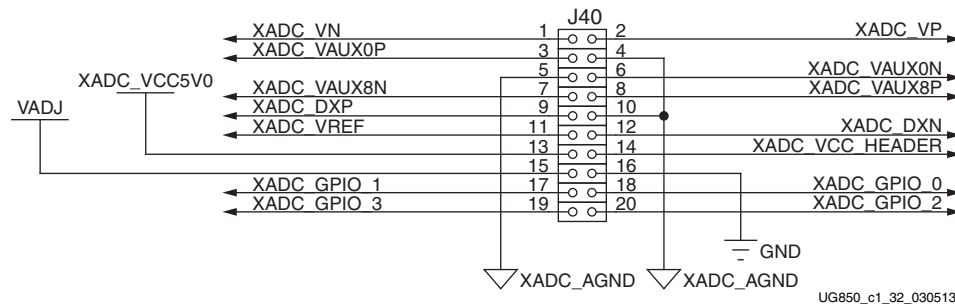 J40
XADC_VN 1 2 XADC_VP
XADC_VAUX0P 3 4
5 6 XADC_VAUX0N
XADC_VCC5V0
XADC_VAUX8N 7 8 XADC_VAUX8P
VADJ
XADC_DXP 9 10
XADC_VREF 11 12 XADC_DXN
13 14 XADC_VCC_HEADER
15 16
XADC_GPIO_1 17 18 XADC_GPIO_0
XADC_GPIO_3 19 20 XADC_GPIO_2
GND
XADC_AGND XADC_AGND
UG850_c1_32_030513